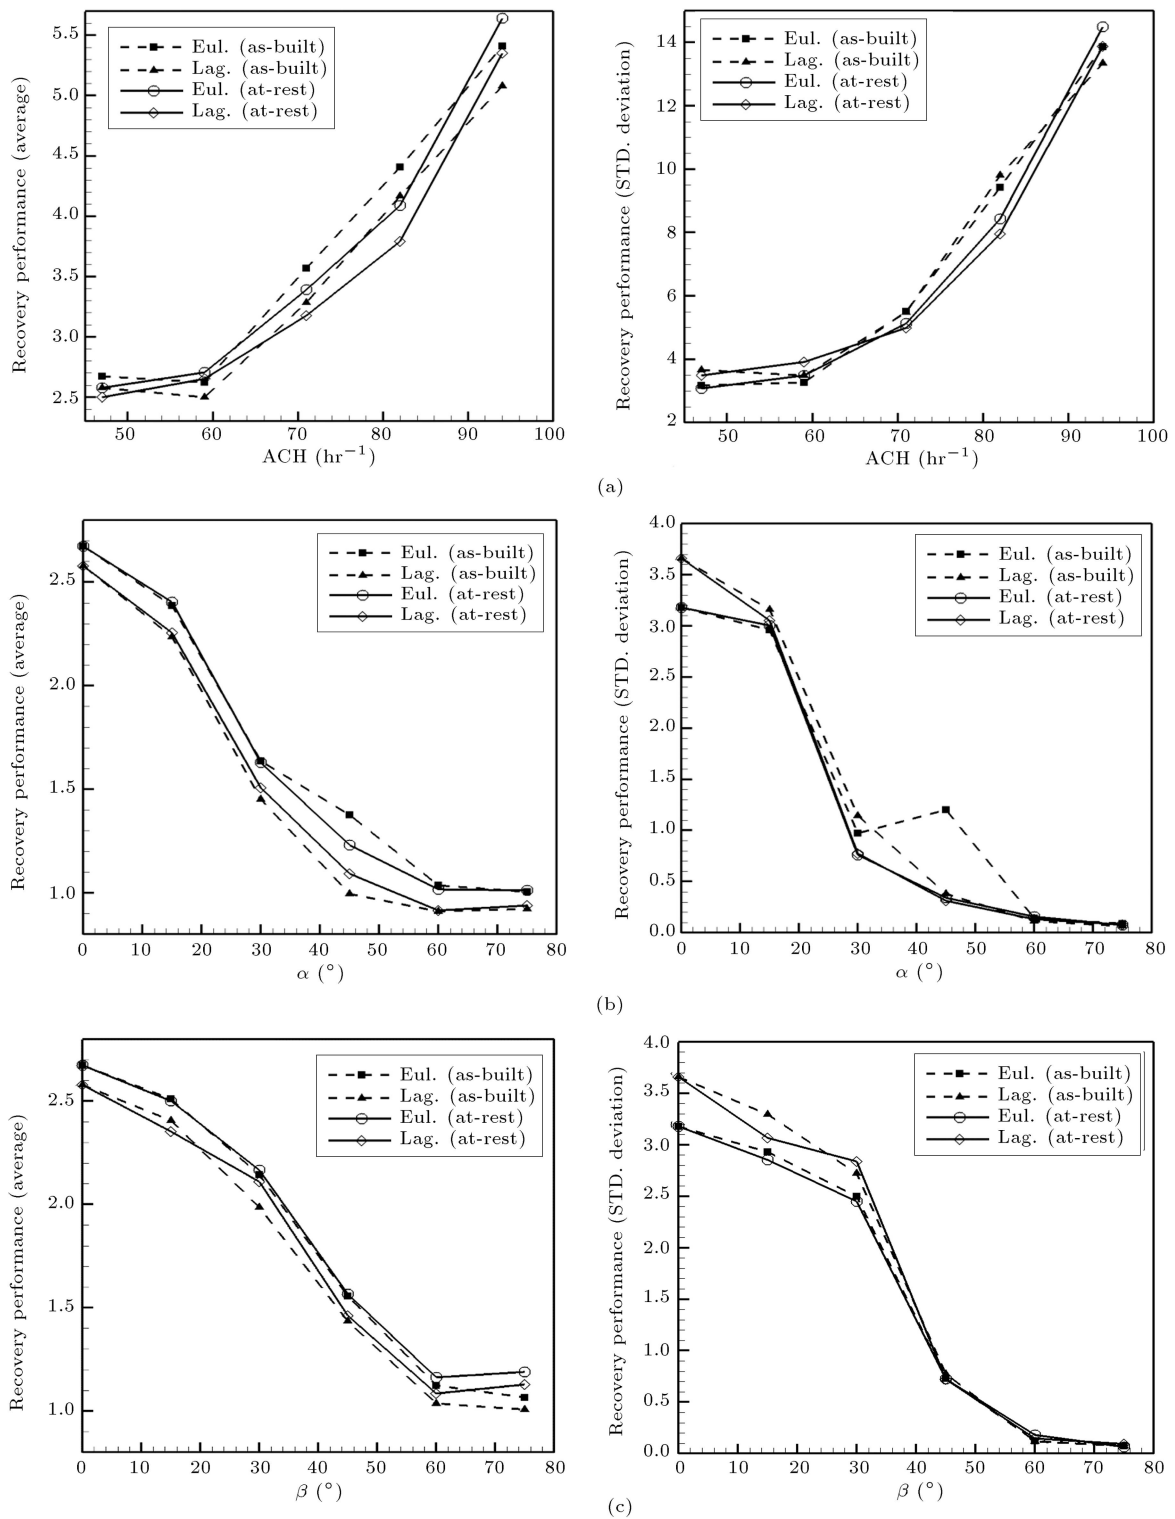 Recovery performance (average)
5.5
5.0
4.5
4.0
3.5
3.0
2.5
Eul. (as-built)
Lag. (as-built)
Eul. (at-rest)
Lag. (at-rest)
50 60 70 80 90 100
ACH (hr⁻¹)
Recovery performance (STD. deviation)
14
12
10
8
6
4
2
Eul. (as-built)
Lag. (as-built)
Eul. (at-rest)
Lag. (at-rest)
50 60 70 80 90 100
ACH (hr⁻¹)
(a)
Recovery performance (average)
2.5
2.0
1.5
1.0
Eul. (as-built)
Lag. (as-built)
Eul. (at-rest)
Lag. (at-rest)
0 10 20 30 40 50 60 70 80
α (°)
Recovery performance (STD. deviation)
4.0
3.5
3.0
2.5
2.0
1.5
1.0
0.5
0.0
Eul. (as-built)
Lag. (as-built)
Eul. (at-rest)
Lag. (at-rest)
0 10 20 30 40 50 60 70 80
α (°)
(b)
Recovery performance (average)
2.5
2.0
1.5
1.0
Eul. (as-built)
Lag. (as-built)
Eul. (at-rest)
Lag. (at-rest)
0 10 20 30 40 50 60 70 80
β (°)
Recovery performance (STD. deviation)
4.0
3.5
3.0
2.5
2.0
1.5
1.0
0.5
0.0
Eul. (as-built)
Lag. (as-built)
Eul. (at-rest)
Lag. (at-rest)
0 10 20 30 40 50 60 70 80
β (°)
(c)